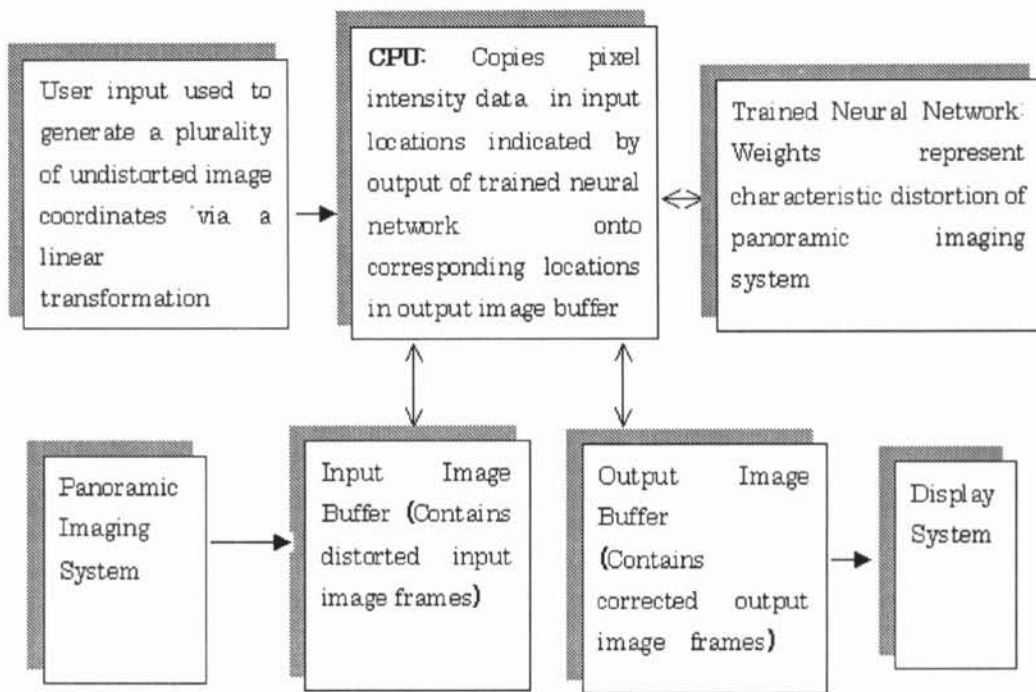 User input used to
generate a plurality
of undistorted image
coordinates via a
linear
transformation
CPU: Copies pixel
intensity data in input
locations indicated by
output of trained neural
network onto
corresponding locations
in output image buffer
Trained Neural Network:
Weights represent
characteristic distortion of
panoramic imaging
system
Panoramic
Imaging
System
Input Image
Buffer (Contains
distorted input
image frames)
Output Image
Buffer
(Contains
corrected output
image frames)
Display
System